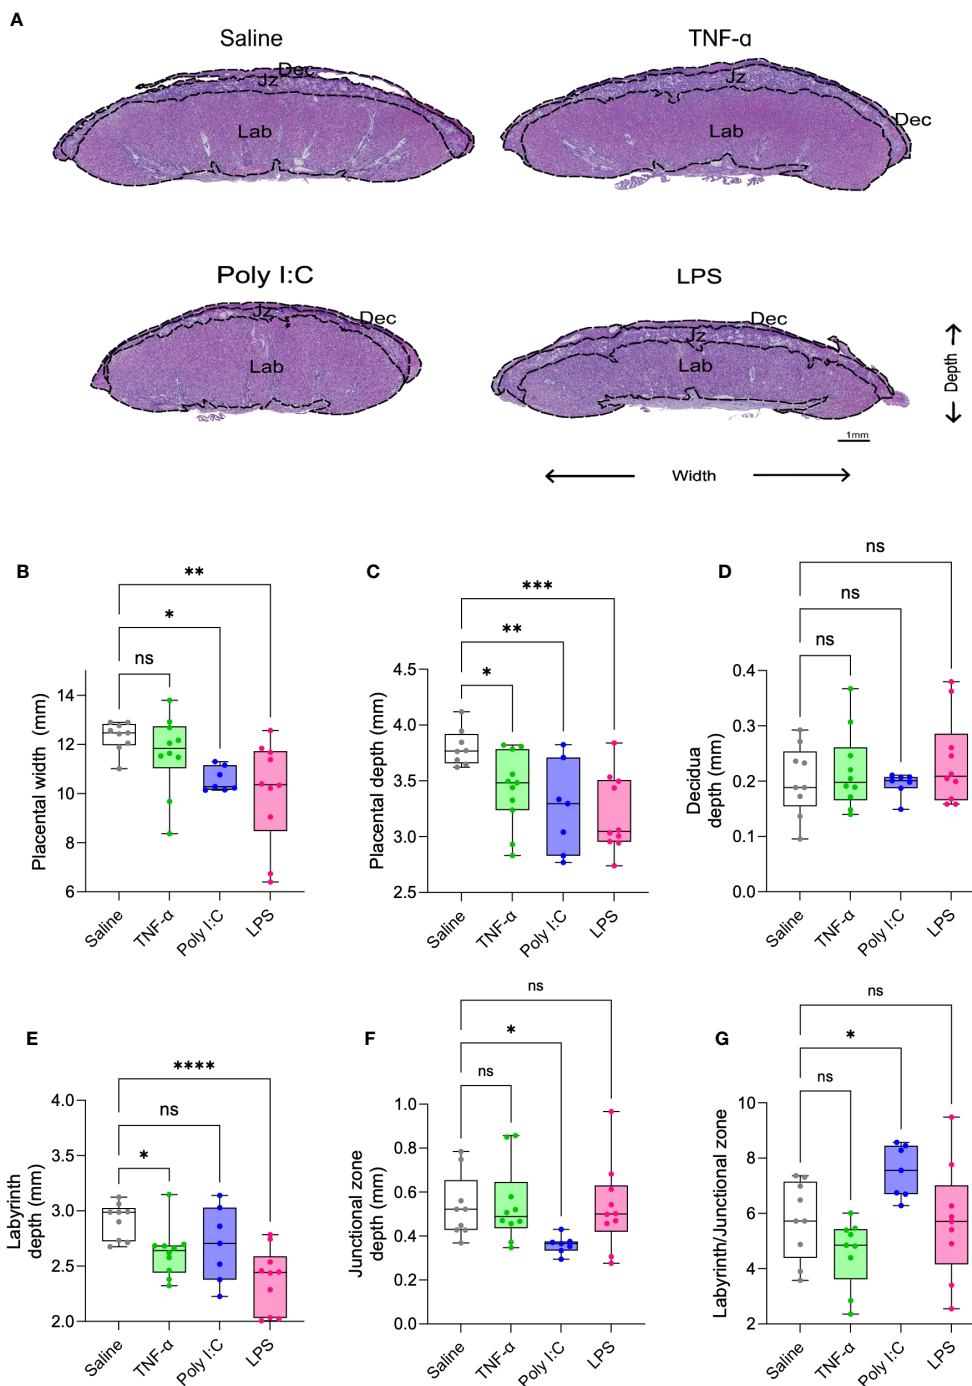 A
Saline
TNF-α
Dec
Jz
Lab
Jz
Dec
Lab
Poly I:C
LPS
Jz
Dec
Lab
Dec
Jz
Lab
Depth
1mm
Width
B
**
*
ns
Placental width (mm)
14
12
10
8
6
Saline
TNF-α
Poly I:C
LPS
C
***
**
*
Placental depth (mm)
4.5
4.0
3.5
3.0
2.5
Saline
TNF-α
Poly I:C
LPS
D
ns
ns
ns
Decidua
depth (mm)
0.4
0.3
0.2
0.1
0.0
Saline
TNF-α
Poly I:C
LPS
E
****
ns
*
Labyrinth
depth (mm)
4.0
3.5
3.0
2.5
2.0
Saline
TNF-α
Poly I:C
LPS
F
ns
*
ns
Junctional zone
depth (mm)
1.0
0.8
0.6
0.4
0.2
0.0
Saline
TNF-α
Poly I:C
LPS
G
ns
*
ns
Labyrinth/Junctional zone
10
8
6
4
2
Saline
TNF-α
Poly I:C
LPS